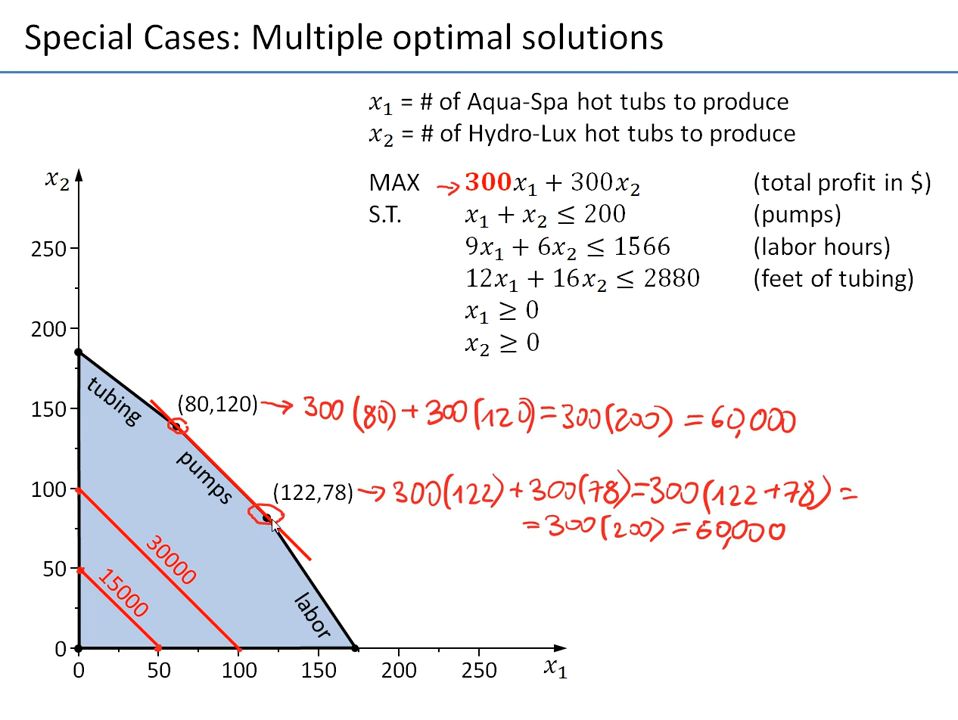 Special Cases: Multiple optimal solutions
x₁ = # of Aqua-Spa hot tubs to produce
x₂ = # of Hydro-Lux hot tubs to produce
MAX → 300x₁ + 300x₂ (total profit in $)
S.T. x₁ + x₂ ≤ 200 (pumps)
9x₁ + 6x₂ ≤ 1566 (labor hours)
12x₁ + 16x₂ ≤ 2880 (feet of tubing)
x₁ ≥ 0
x₂ ≥ 0
x₂
250
200
150
100
50
0
tubing
(80,120) → 300(80) + 300(120) = 300(200) = 60,000
pumps
(122,78) → 300(122) + 300(78) = 300(122 + 78) =
= 300(200) = 60,000
30000
15000
labor
0 50 100 150 200 250 x₁